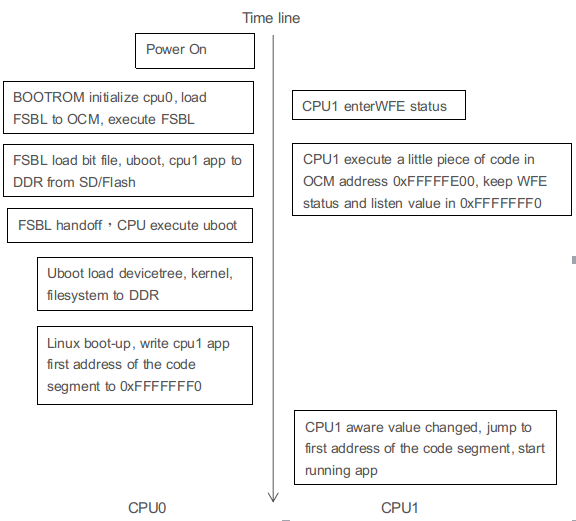 Time line
Power On
BOOTROM initialize cpu0, load
FSBL to OCM, execute FSBL
CPU1 enterWFE status
FSBL load bit file, uboot, cpu1 app to
DDR from SD/Flash
CPU1 execute a little piece of code in
OCM address 0xFFFFFE00, keep WFE
status and listen value in 0xFFFFFFF0
FSBL handoff，CPU execute uboot
Uboot load devicetree, kernel,
filesystem to DDR
Linux boot-up, write cpu1 app
first address of the code
segment to 0xFFFFFFF0
CPU1 aware value changed, jump to
first address of the code segment, start
running app
CPU0
CPU1